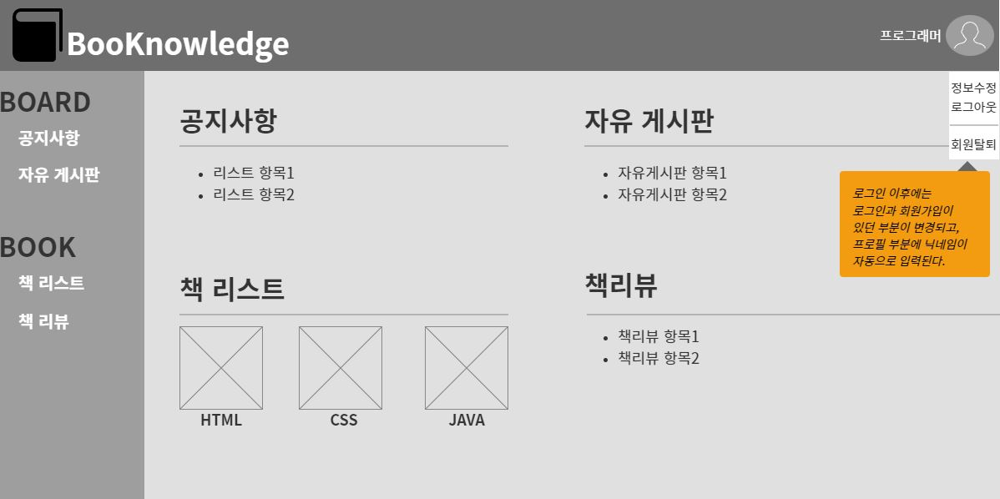 BooKnowledge
프로그래머
정보수정
로그아웃
회원탈퇴
BOARD
공지사항
자유 게시판
BOOK
책 리스트
책 리뷰
공지사항
리스트 항목1
리스트 항목2
자유 게시판
자유게시판 항목1
자유게시판 항목2
로그인 이후에는
로그인과 회원가입이
있던 부분이 변경되고,
프로필 부분에 닉네임이
자동으로 입력된다.
책 리스트
HTML
CSS
JAVA
책리뷰
책리뷰 항목1
책리뷰 항목2